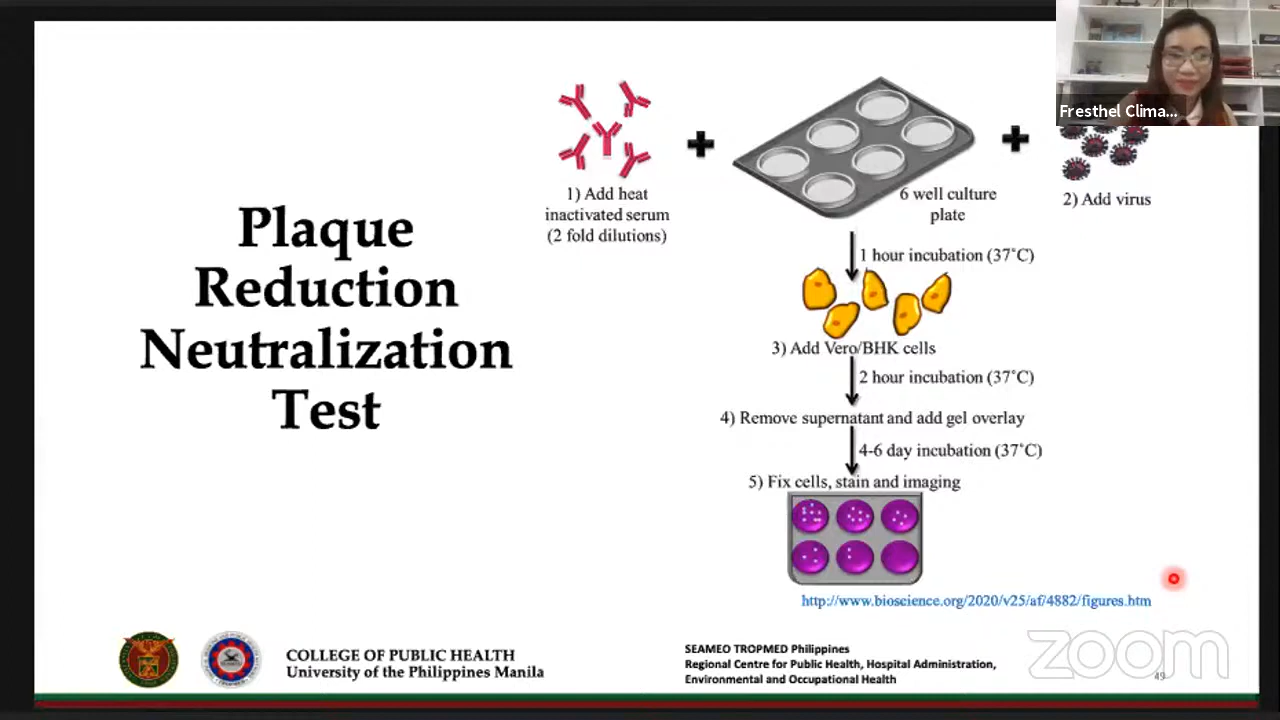 Fresthel Clima...
Plaque
Reduction
Neutralization
Test
1) Add heat
inactivated serum
(2 fold dilutions)
6 well culture
plate
2) Add virus
1 hour incubation (37˚C)
3) Add Vero/BHK cells
2 hour incubation (37˚C)
4) Remove supernatant and add gel overlay
4-6 day incubation (37˚C)
5) Fix cells, stain and imaging
http://www.bioscience.org/2020/v25/af/4882/figures.htm
COLLEGE OF PUBLIC HEALTH
University of the Philippines Manila
SEAMEO TROPMED Philippines
Regional Centre for Public Health, Hospital Administration,
Environmental and Occupational Health
zoom
49